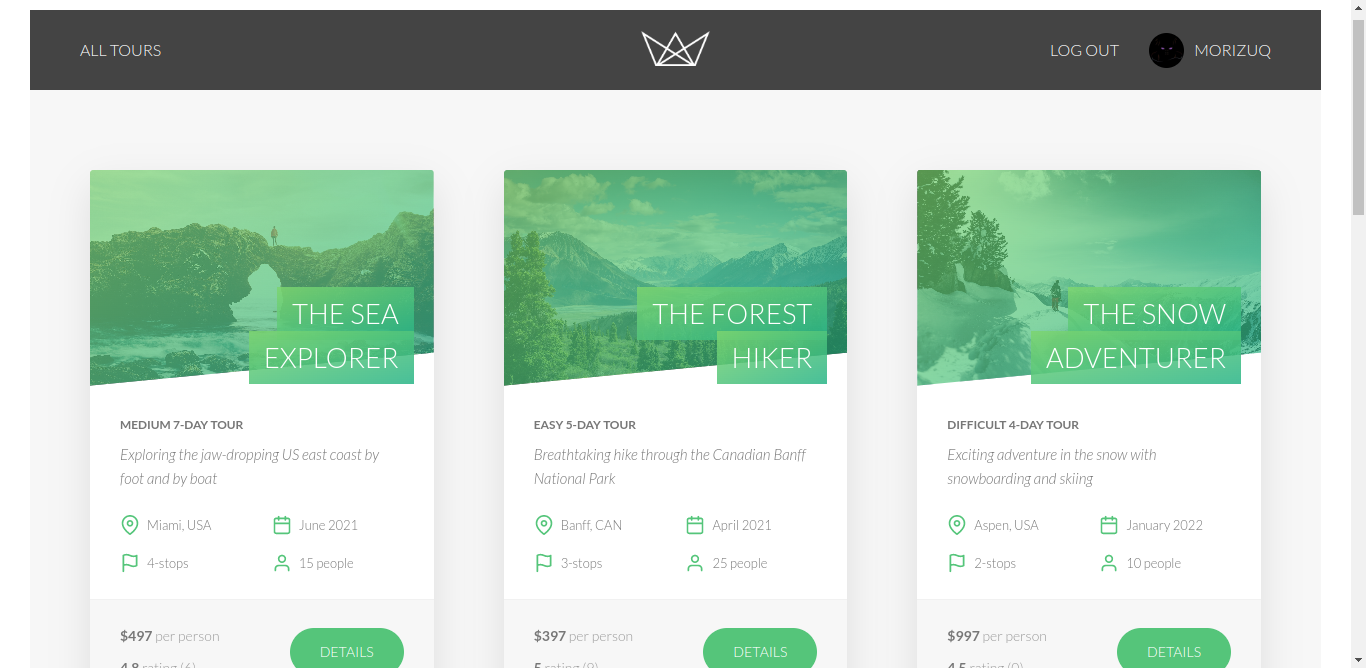 ALL TOURS
LOG OUT
MORIZUQ
THE SEA
EXPLORER
MEDIUM 7-DAY TOUR
Exploring the jaw-dropping US east coast by
foot and by boat
Miami, USA
June 2021
4-stops
15 people
$497 per person
DETAILS
4.8 rating (6)
THE FOREST
HIKER
EASY 5-DAY TOUR
Breathtaking hike through the Canadian Banff
National Park
Banff, CAN
April 2021
3-stops
25 people
$397 per person
DETAILS
5 rating (9)
THE SNOW
ADVENTURER
DIFFICULT 4-DAY TOUR
Exciting adventure in the snow with
snowboarding and skiing
Aspen, USA
January 2022
2-stops
10 people
$997 per person
DETAILS
4.5 rating